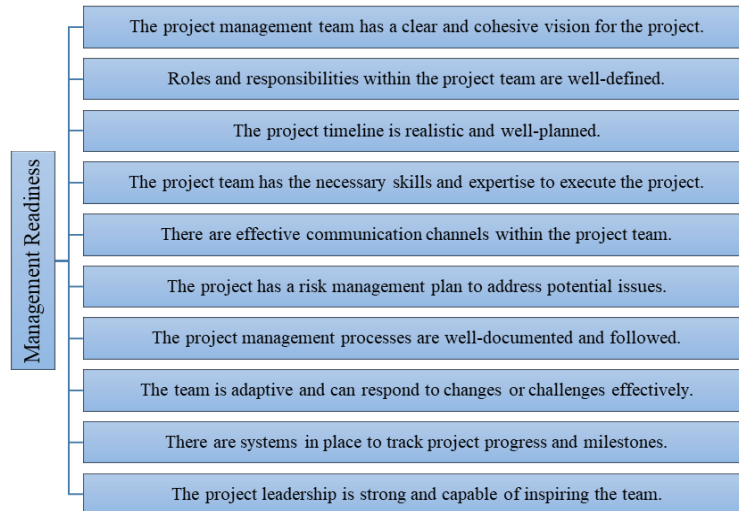 Management Readiness
The project management team has a clear and cohesive vision for the project.
Roles and responsibilities within the project team are well-defined.
The project timeline is realistic and well-planned.
The project team has the necessary skills and expertise to execute the project.
There are effective communication channels within the project team.
The project has a risk management plan to address potential issues.
The project management processes are well-documented and followed.
The team is adaptive and can respond to changes or challenges effectively.
There are systems in place to track project progress and milestones.
The project leadership is strong and capable of inspiring the team.